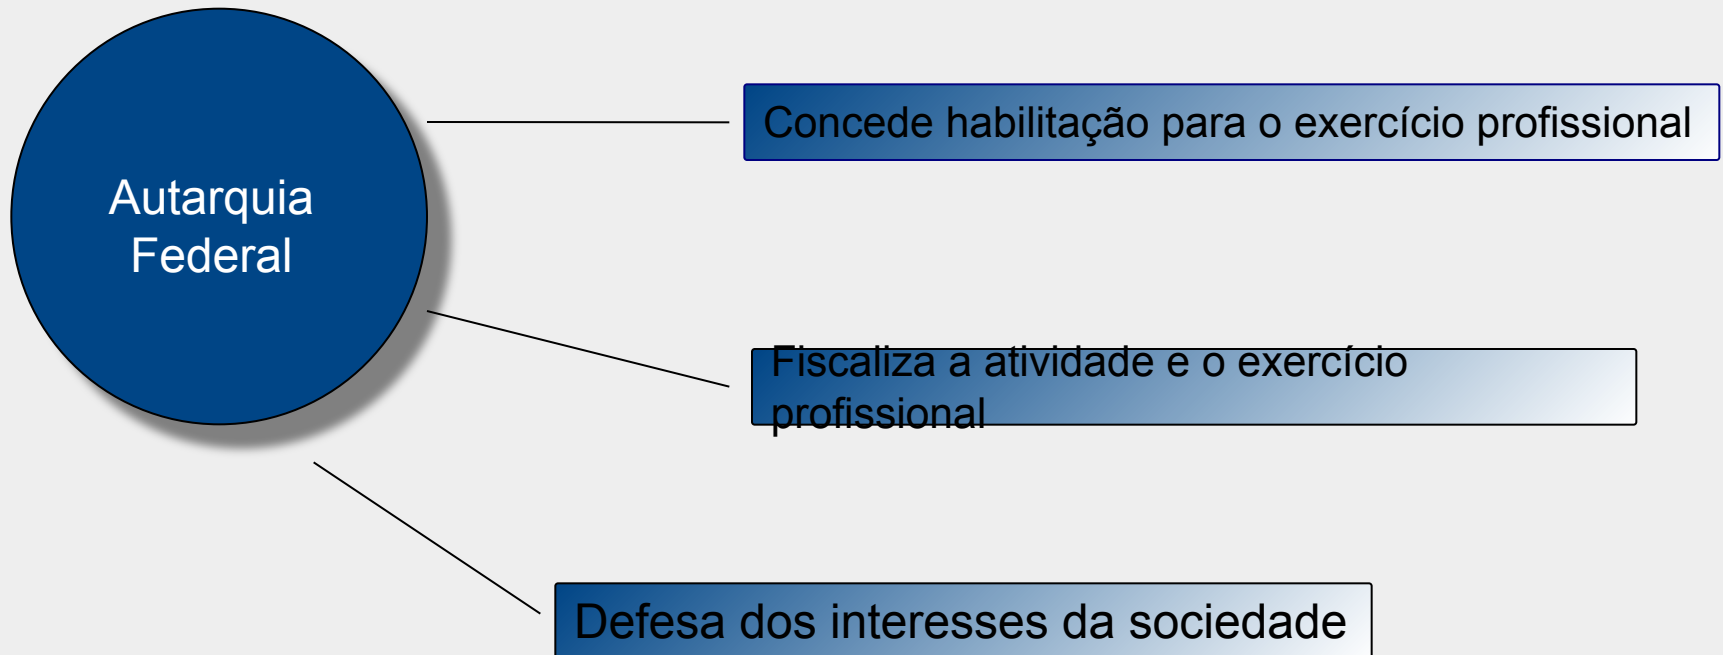 Autarquia
Federal
Concede habilitação para o exercício profissional
Fiscaliza a atividade e o exercício
profissional
Defesa dos interesses da sociedade